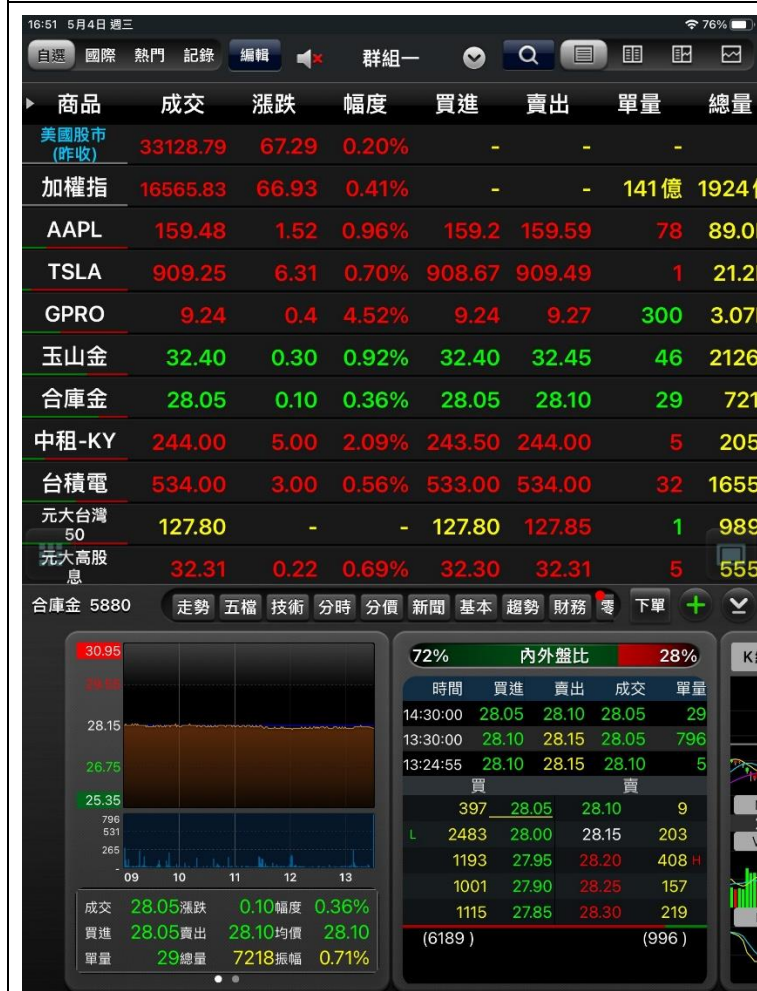 16:51 5月4日 週三 76%
自選 國際 熱門 記錄 編輯 群組一
商品 成交 漲跌 幅度 買進 賣出 單量 總量
美國股市
(昨收) 33128.79 67.29 0.20% - - -
加權指 16565.83 66.93 0.41% - - 141億 1924
AAPL 159.48 1.52 0.96% 159.2 159.59 78 89.0
TSLA 909.25 6.31 0.70% 908.67 909.49 1 21.2
GPRO 9.24 0.4 4.52% 9.24 9.27 300 3.07
玉山金 32.40 0.30 0.92% 32.40 32.45 46 2126
合庫金 28.05 0.10 0.36% 28.05 28.10 29 721
中租-KY 244.00 5.00 2.09% 243.50 244.00 5 205
台積電 534.00 3.00 0.56% 533.00 534.00 32 1655
元大台灣
50 127.80 - - 127.80 127.85 1 989
元大高股
息 32.31 0.22 0.69% 32.30 32.31 5 555
合庫金 5880 走勢 五檔 技術 分時 分價 新聞 基本 趨勢 財務 零 下單 +
30.95
28.15
26.75
25.35
796
531
265
09 10 11 12 13
成交 28.05 漲跌 0.10 幅度 0.36%
買進 28.05 賣出 28.10 均價 28.10
單量 29 總量 7218 振幅 0.71%
72% 內外盤比 28%
時間 買進 賣出 成交 單量
14:30:00 28.05 28.10 28.05 29
13:30:00 28.10 28.15 28.05 796
13:24:55 28.10 28.15 28.10 5
買 賣
397 28.05 28.10 9
L 2483 28.00 28.15 203
1193 27.95 28.20 408 H
1001 27.90 28.25 157
1115 27.85 28.30 219
(6189) (996)